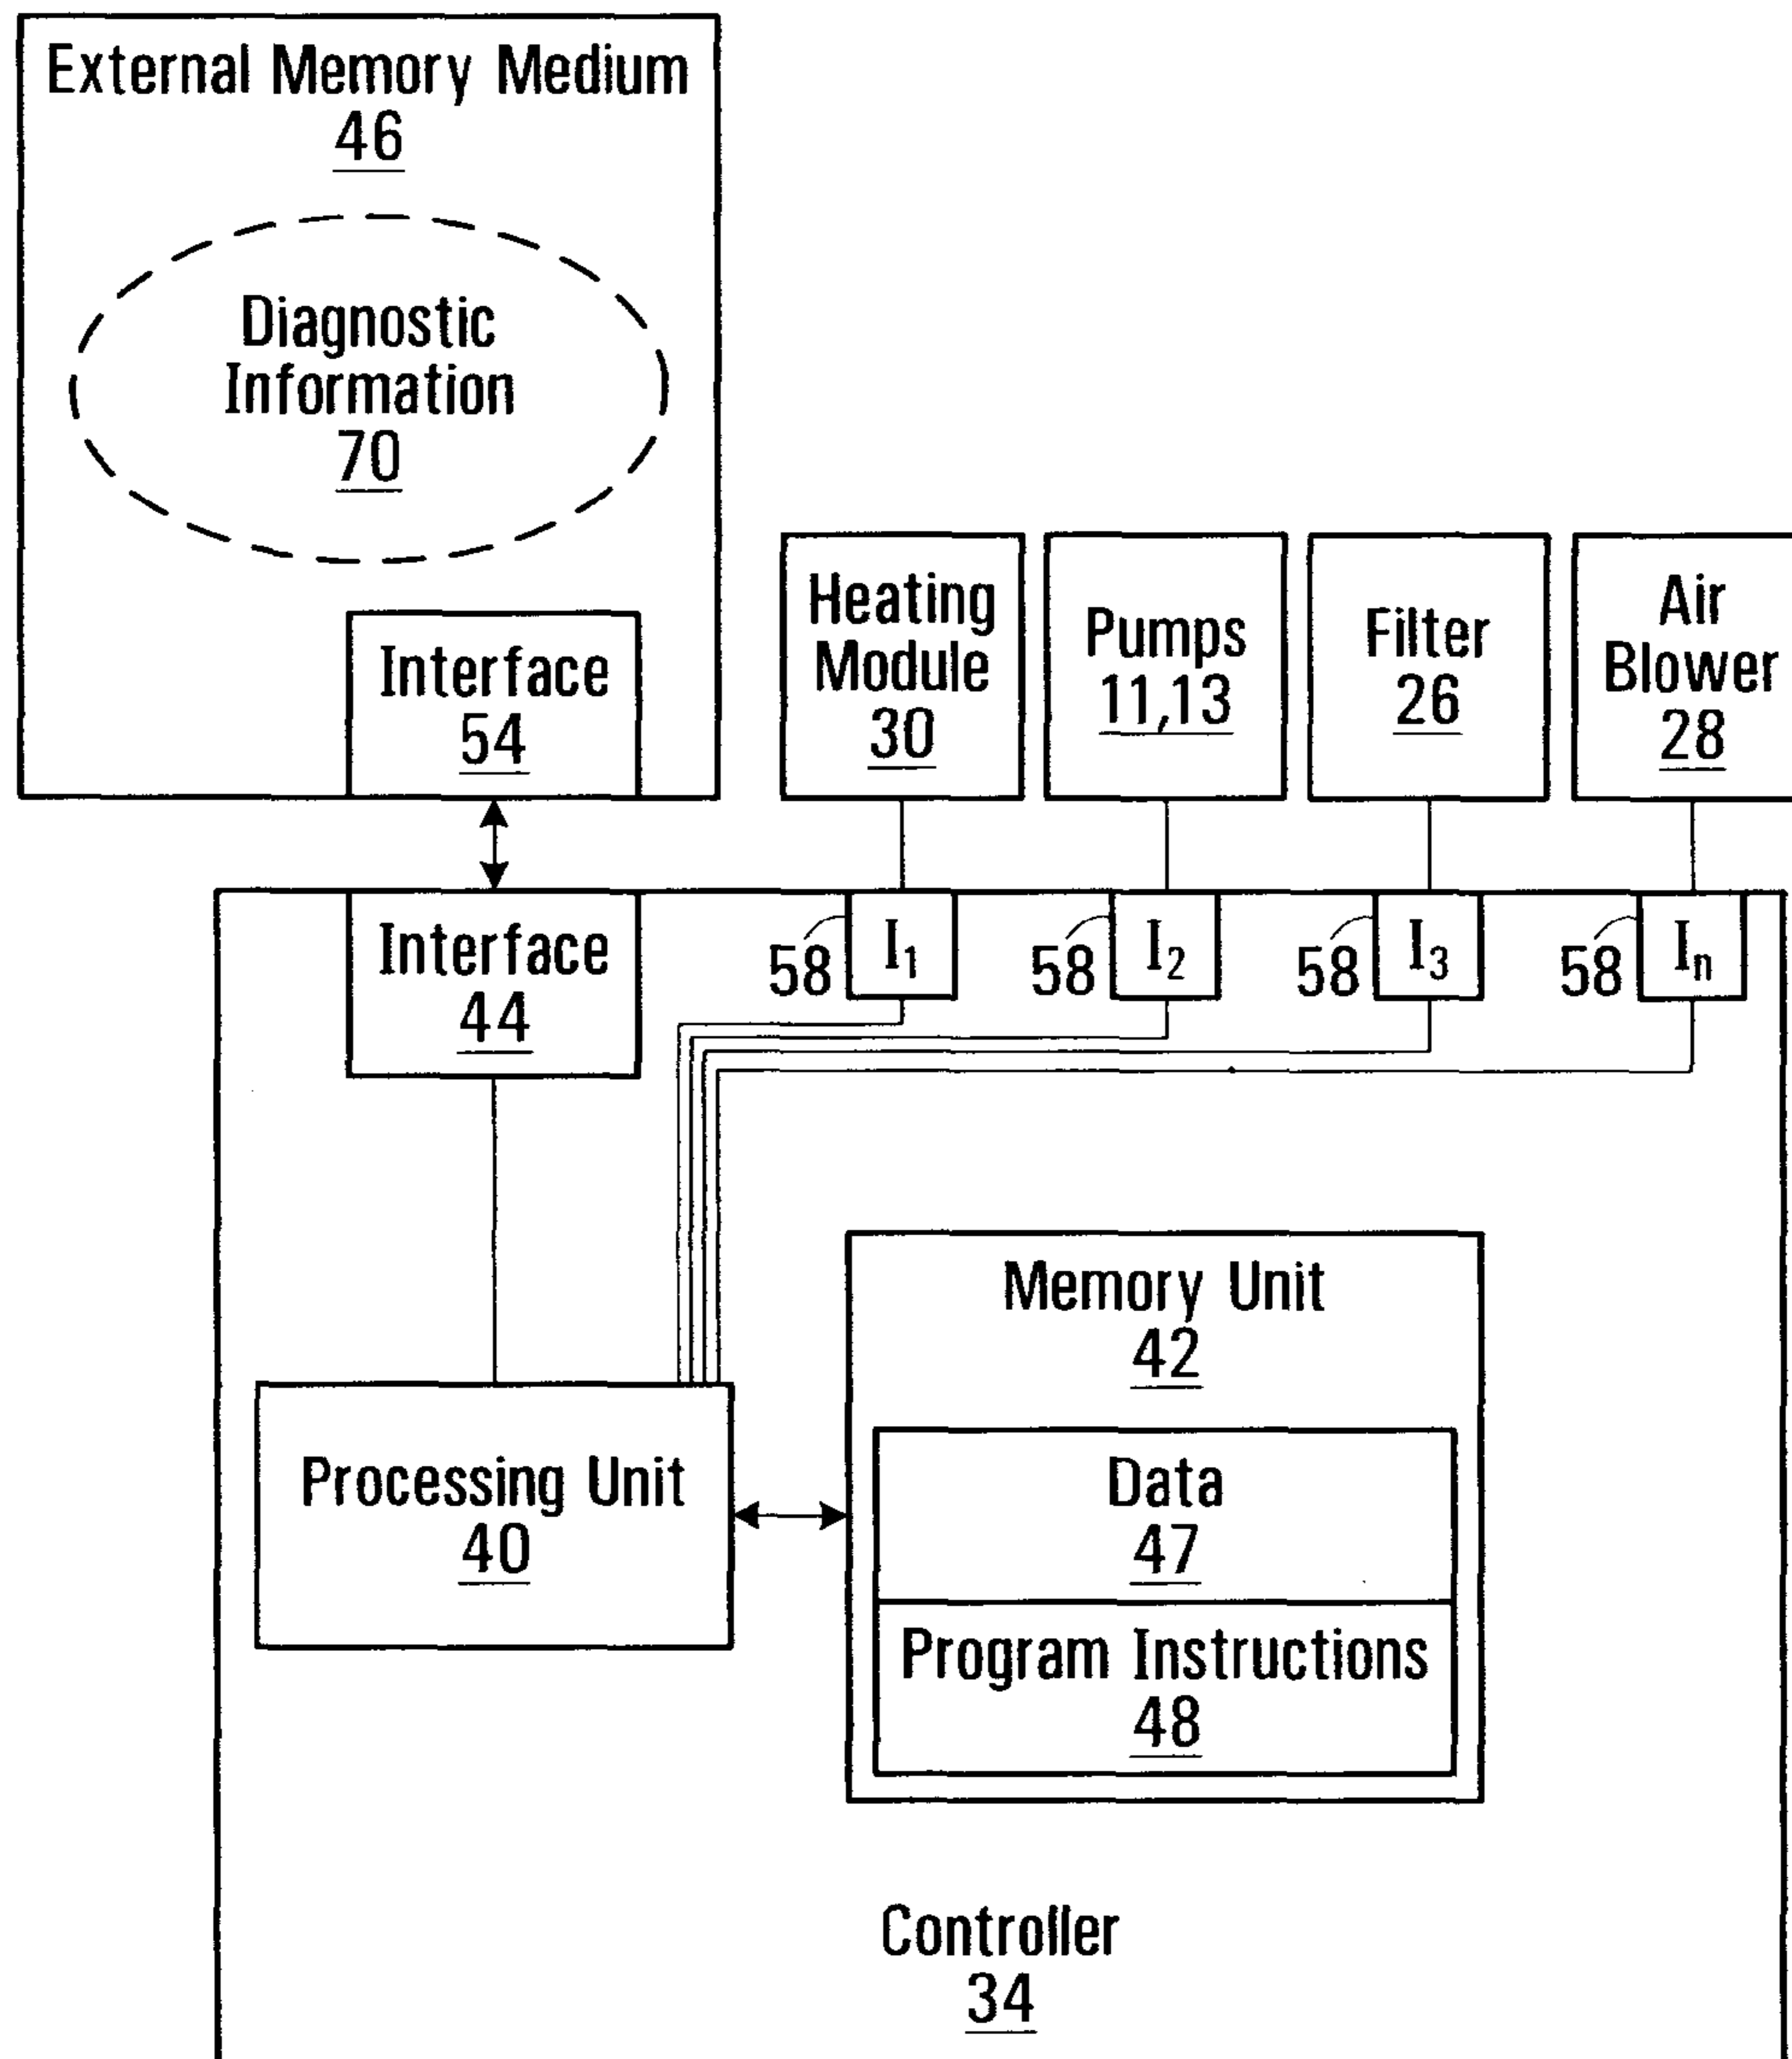 External Memory Medium
46
Diagnostic
Information
70
Interface
54
Heating
Module
30
Pumps
11,13
Filter
26
Air
Blower
28
Interface
44
58
I₁
58
I₂
58
I₃
58
Iₙ
Memory Unit
42
Processing Unit
40
Data
47
Program Instructions
48
Controller
34